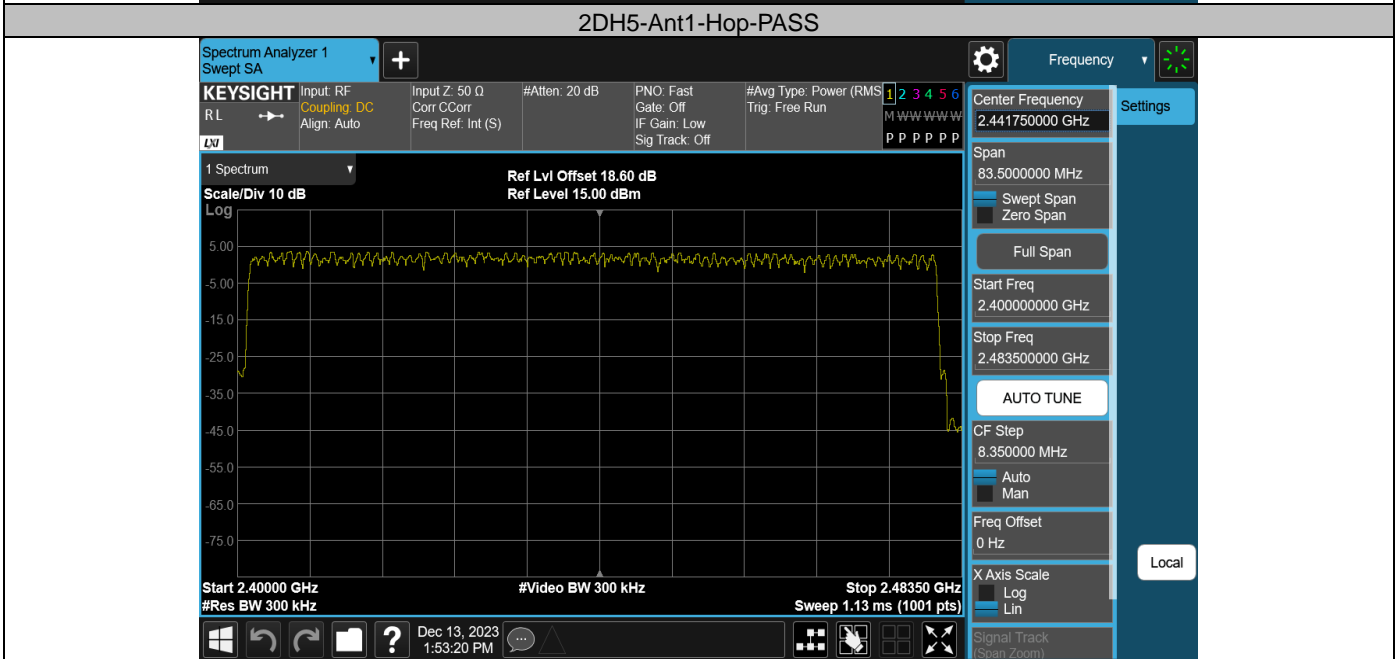 2DH5-Ant1-Hop-PASS
Spectrum Analyzer 1
Swept SA
+
Frequency
KEYSIGHT
RL
LXI
Input: RF
Coupling: DC
Align: Auto
Input Z: 50 Ω
Corr CCorr
Freq Ref: Int (S)
#Atten: 20 dB
PNO: Fast
Gate: Off
IF Gain: Low
Sig Track: Off
#Avg Type: Power (RMS
Trig: Free Run
1 2 3 4 5 6
M W W W W W
P P P P P P
Center Frequency
2.441750000 GHz
Settings
Span
83.5000000 MHz
Swept Span
Zero Span
Full Span
Start Freq
2.400000000 GHz
Stop Freq
2.483500000 GHz
AUTO TUNE
CF Step
8.350000 MHz
Auto
Man
Freq Offset
0 Hz
X Axis Scale
Log
Lin
Signal Track
(Span Zoom)
Local
1 Spectrum
Scale/Div 10 dB
Ref Lvl Offset 18.60 dB
Ref Level 15.00 dBm
Log
5.00
-5.00
-15.0
-25.0
-35.0
-45.0
-55.0
-65.0
-75.0
Start 2.40000 GHz
#Video BW 300 kHz
Stop 2.48350 GHz
#Res BW 300 kHz
Sweep 1.13 ms (1001 pts)
?
Dec 13, 2023
1:53:20 PM